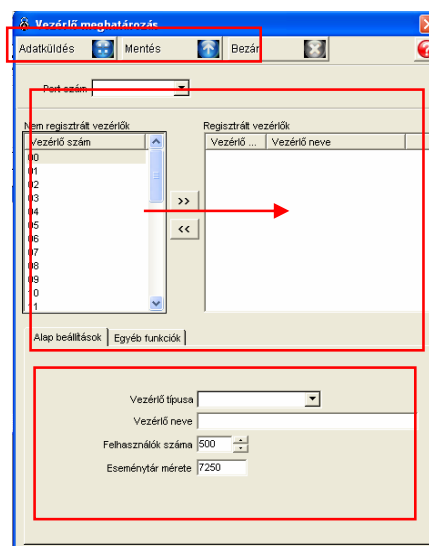 Vezérlő meghatározás
Adatküldés Mentés Bezár
Port szám
Nem regisztrált vezérlők Regisztrált vezérlők
Vezérlő szám Vezérlő ... Vezérlő neve
00
01
02
03
04 >>
05
06 <<
07
08
09
10
11
Alap beállítások Egyéb funkciók
Vezérlő típusa
Vezérlő neve
Felhasználók száma 500
Eseménytár mérete 7250